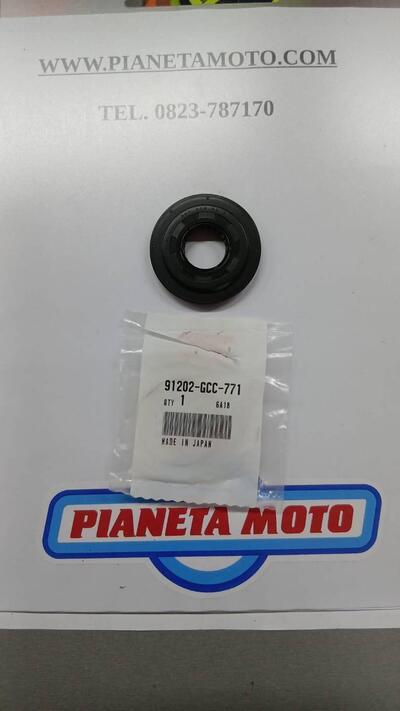 WWW.PIANETAMOTO.COM
TEL. 0823-787170
91202-GCC-771
QTY 1 6A18
MADE IN JAPAN
PIANETA MOTO